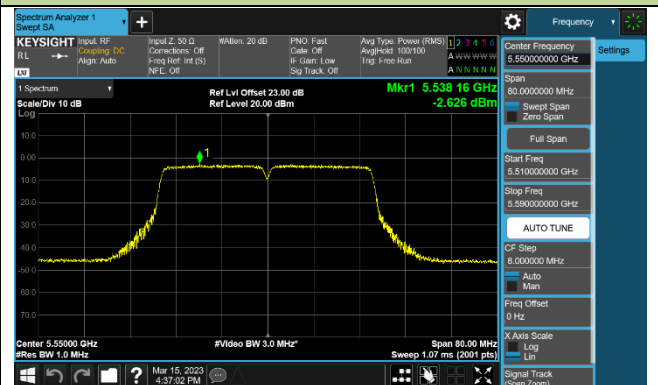 Spectrum Analyzer 1
Swept SA
Frequency
KEYSIGHT
RL
LXI
Input: RF
Coupling: DC
Align: Auto
Input Z: 50 Ω
Corrections: Off
Freq Ref: Int (S)
NFE: Off
#Atten: 20 dB
PNO: Fast
Gate: Off
IF Gain: Low
Sig Track: Off
Avg Type: Power (RMS)
Avg|Hold: 100/100
Trig: Free Run
1 2 3 4 5 6
A W W W W W
A N N N N N
1 Spectrum
Scale/Div 10 dB
Log
Ref Lvl Offset 23.00 dB
Ref Level 20.00 dBm
Mkr1 5.538 16 GHz
-2.626 dBm
10.0
0.00
1
-10.0
-20.0
-30.0
-40.0
-50.0
-60.0
-70.0
Center 5.55000 GHz
#Res BW 1.0 MHz
#Video BW 3.0 MHz*
Span 80.00 MHz
Sweep 1.07 ms (2001 pts)
Mar 15, 2023
4:37:02 PM
Center Frequency
5.550000000 GHz
Settings
Span
80.0000000 MHz
Swept Span
Zero Span
Full Span
Start Freq
5.510000000 GHz
Stop Freq
5.590000000 GHz
AUTO TUNE
CF Step
8.000000 MHz
Auto
Man
Freq Offset
0 Hz
X Axis Scale
Log
Lin
Signal Track
(Span Zoom)